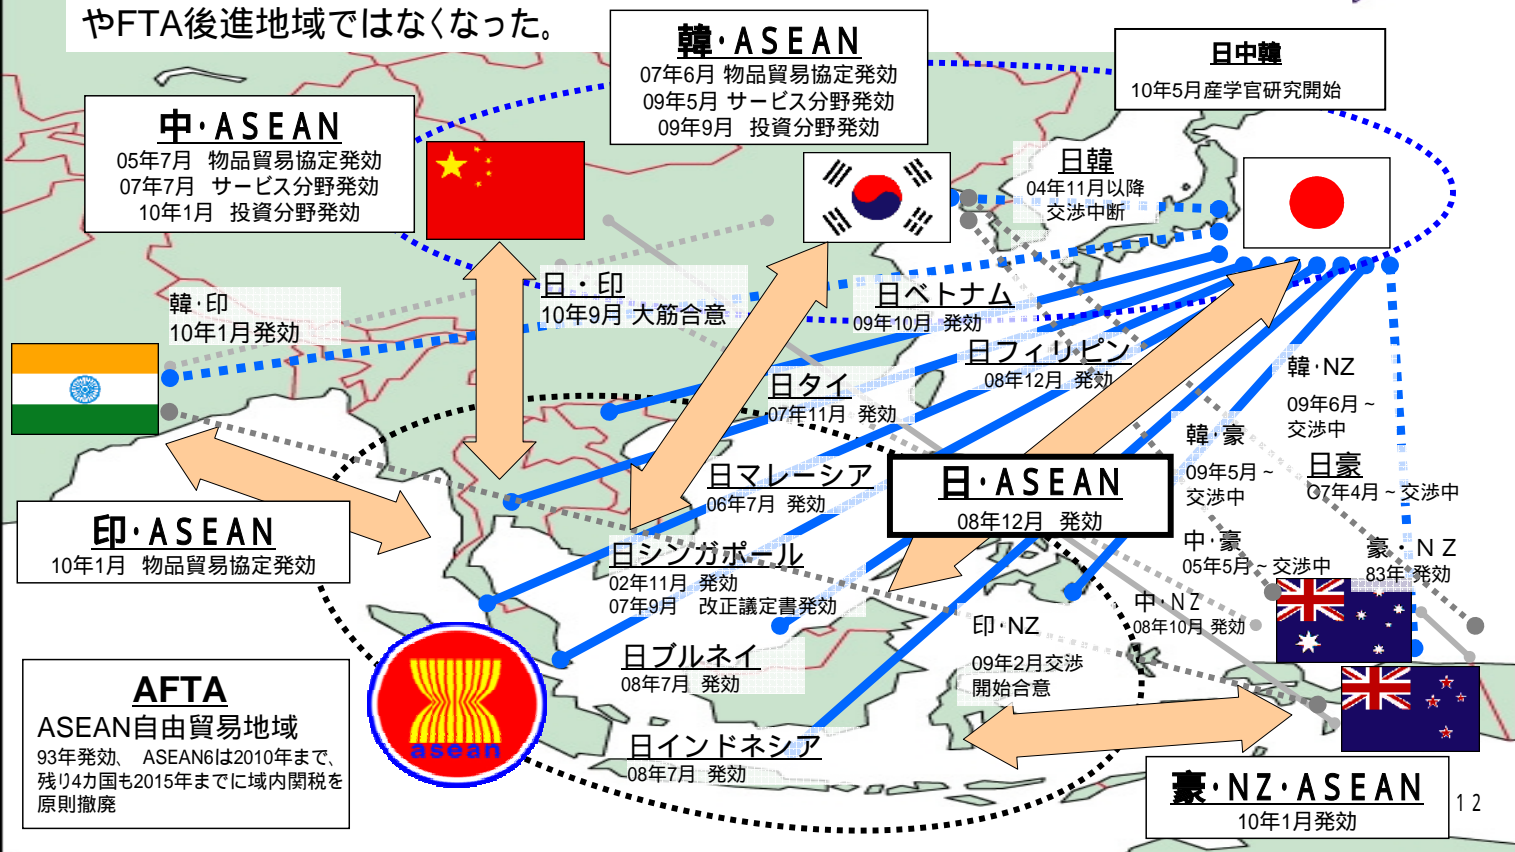 やFTA後進地域ではなくなった。
韓・ASEAN
07年6月 物品貿易協定発効
09年5月 サービス分野発効
09年9月 投資分野発効
日中韓
10年5月産学官研究開始
中・ASEAN
05年7月 物品貿易協定発効
07年7月 サービス分野発効
10年1月 投資分野発効
日韓
04年11月以降
交渉中断
韓・印
10年1月発効
日・印
10年9月 大筋合意
日ベトナム
09年10月 発効
日フィリピン
08年12月 発効
日タイ
07年11月 発効
韓・NZ
09年6月～
交渉中
韓・豪
09年5月～
交渉中
日豪
07年4月～交渉中
日マレーシア
06年7月 発効
日・ASEAN
08年12月 発効
印・ASEAN
10年1月 物品貿易協定発効
日シンガポール
02年11月 発効
07年9月 改正議定書発効
中・豪
05年5月～交渉中
豪・NZ
83年 発効
中・NZ
08年10月 発効
印・NZ
09年2月交渉
開始合意
日ブルネイ
08年7月 発効
AFTA
ASEAN自由貿易地域
93年発効、 ASEAN6は2010年まで、
残り4カ国も2015年までに域内関税を
原則撤廃
asean
日インドネシア
08年7月 発効
豪・NZ・ASEAN
10年1月発効
12